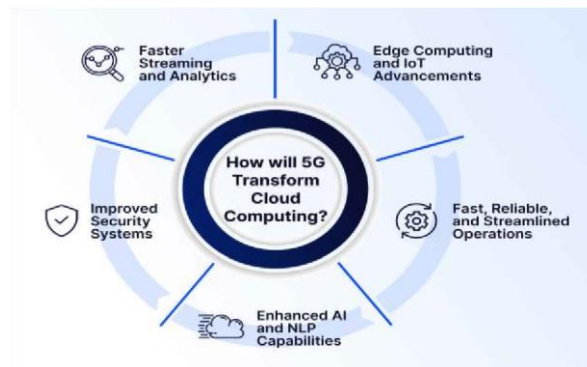 Faster
Streaming
and Analytics
Edge Computing
and IoT
Advancements
How will 5G
Transform
Cloud
Computing?
Improved
Security
Systems
Fast, Reliable,
and Streamlined
Operations
Enhanced AI
and NLP
Capabilities